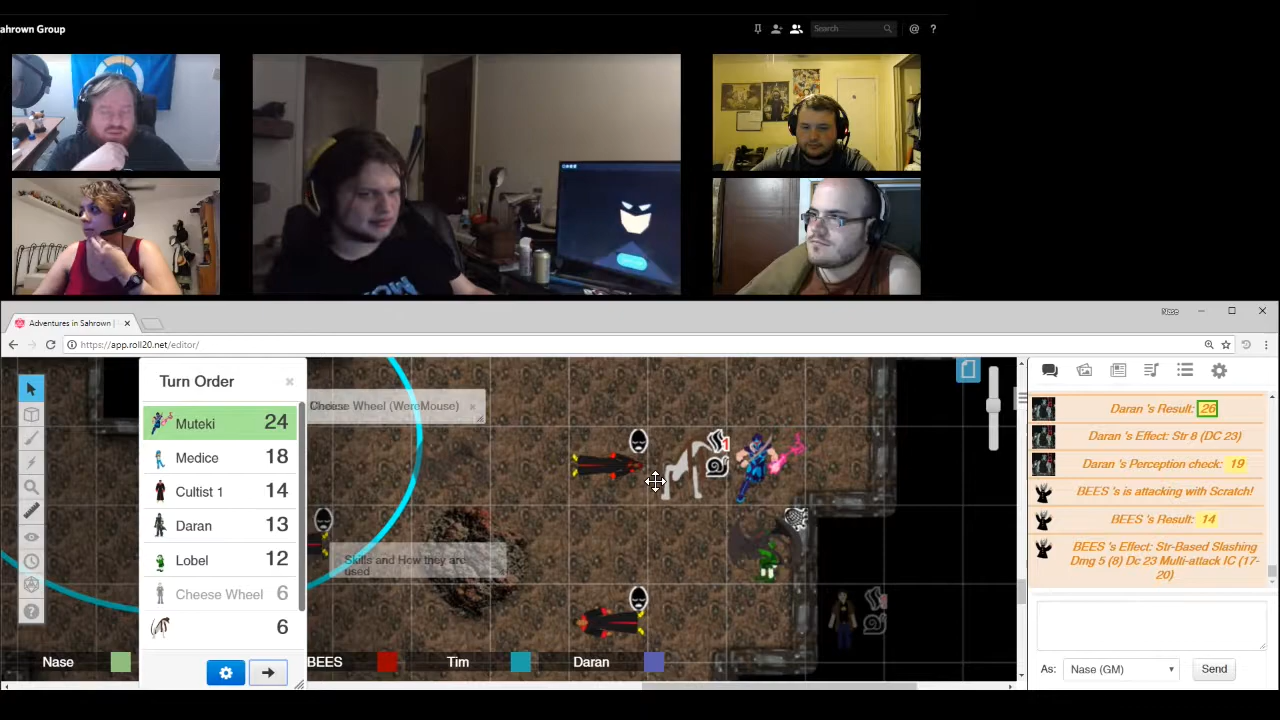 ahrown Group
Search
@
?
Adventures in Sahrown |
https://app.roll20.net/editor/
Turn Order
Muteki 24
Medice 18
Cultist 1 14
Daran 13
Lobel 12
Cheese Wheel 6
6
Cheese Wheel (WereMouse)
Skills and How they are
used
1
Nase
BEES
Tim
Daran
Daran 's Result: 26
Daran 's Effect: Str 8 (DC 23)
Daran 's Perception check: 19
BEES 's is attacking with Scratch!
BEES 's Result: 14
BEES 's Effect: Str-Based Slashing
Dmg 5 (8) Dc 23 Multi-attack IC (17-
20)
As: Nase (GM) Send